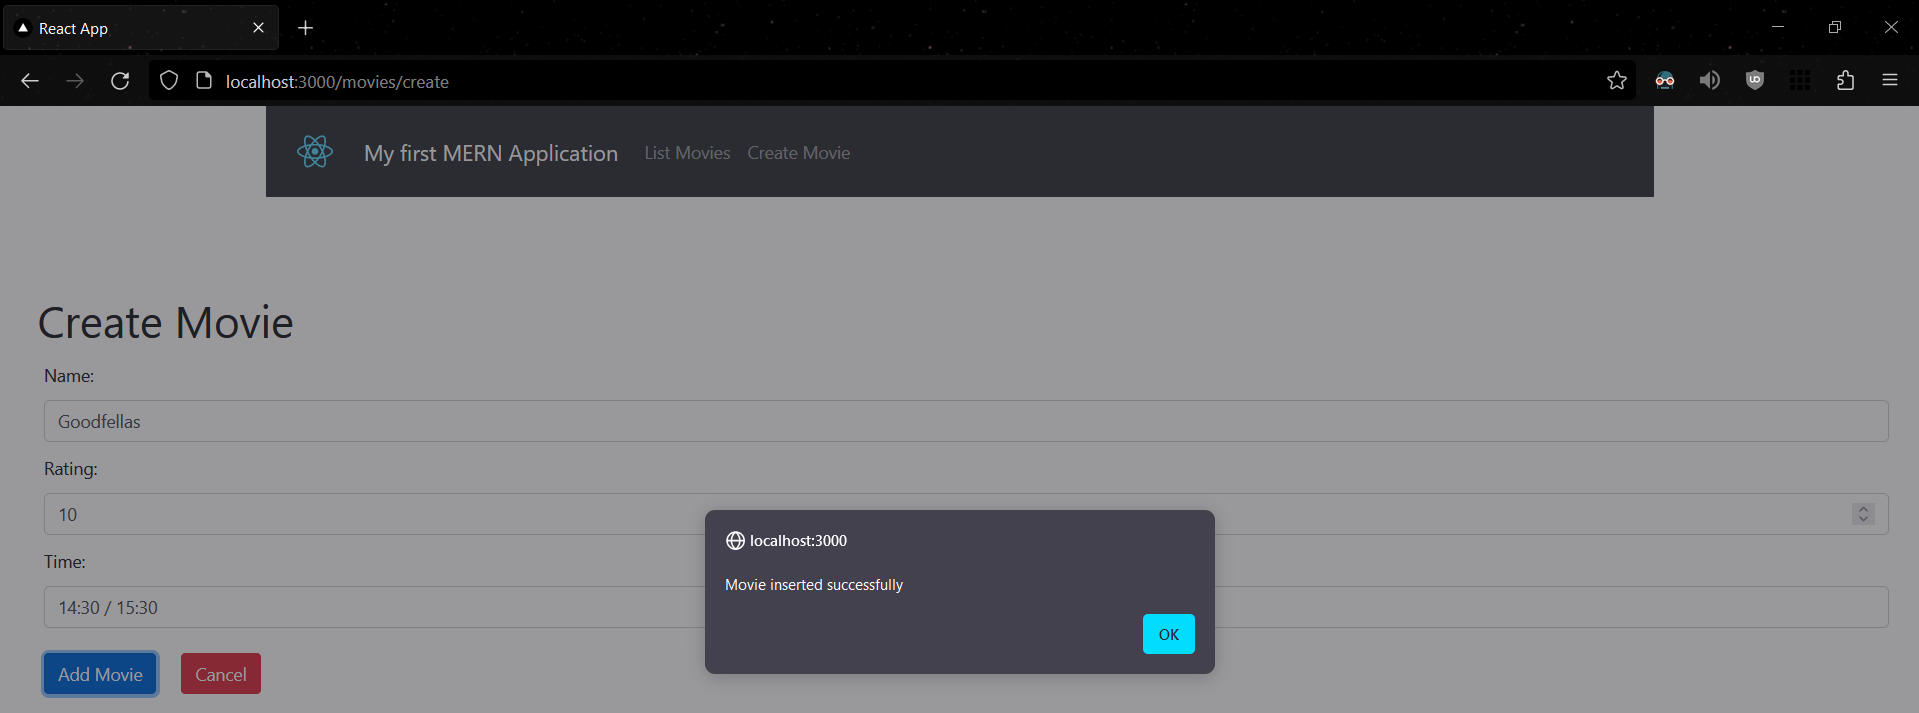 React App
localhost:3000/movies/create
My first MERN Application List Movies Create Movie
Create Movie
Name:
Goodfellas
Rating:
10
Time:
14:30 / 15:30
Add Movie Cancel
localhost:3000
Movie inserted successfully
OK